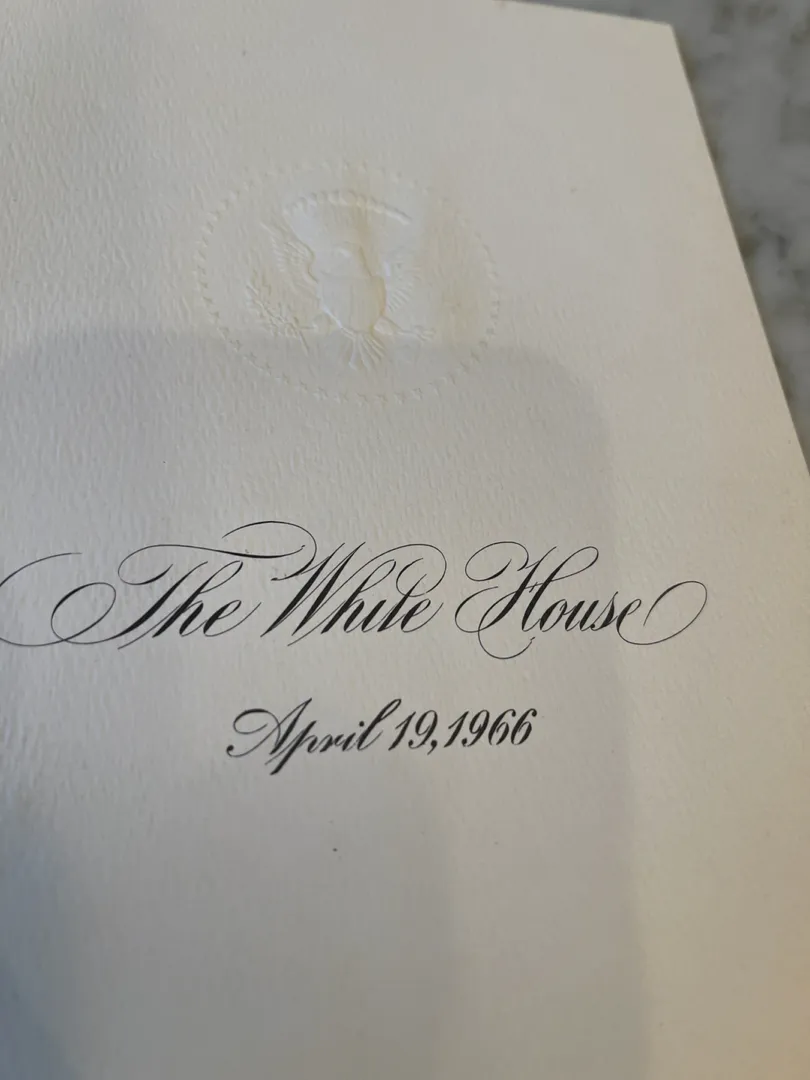 The White House
April 19, 1966